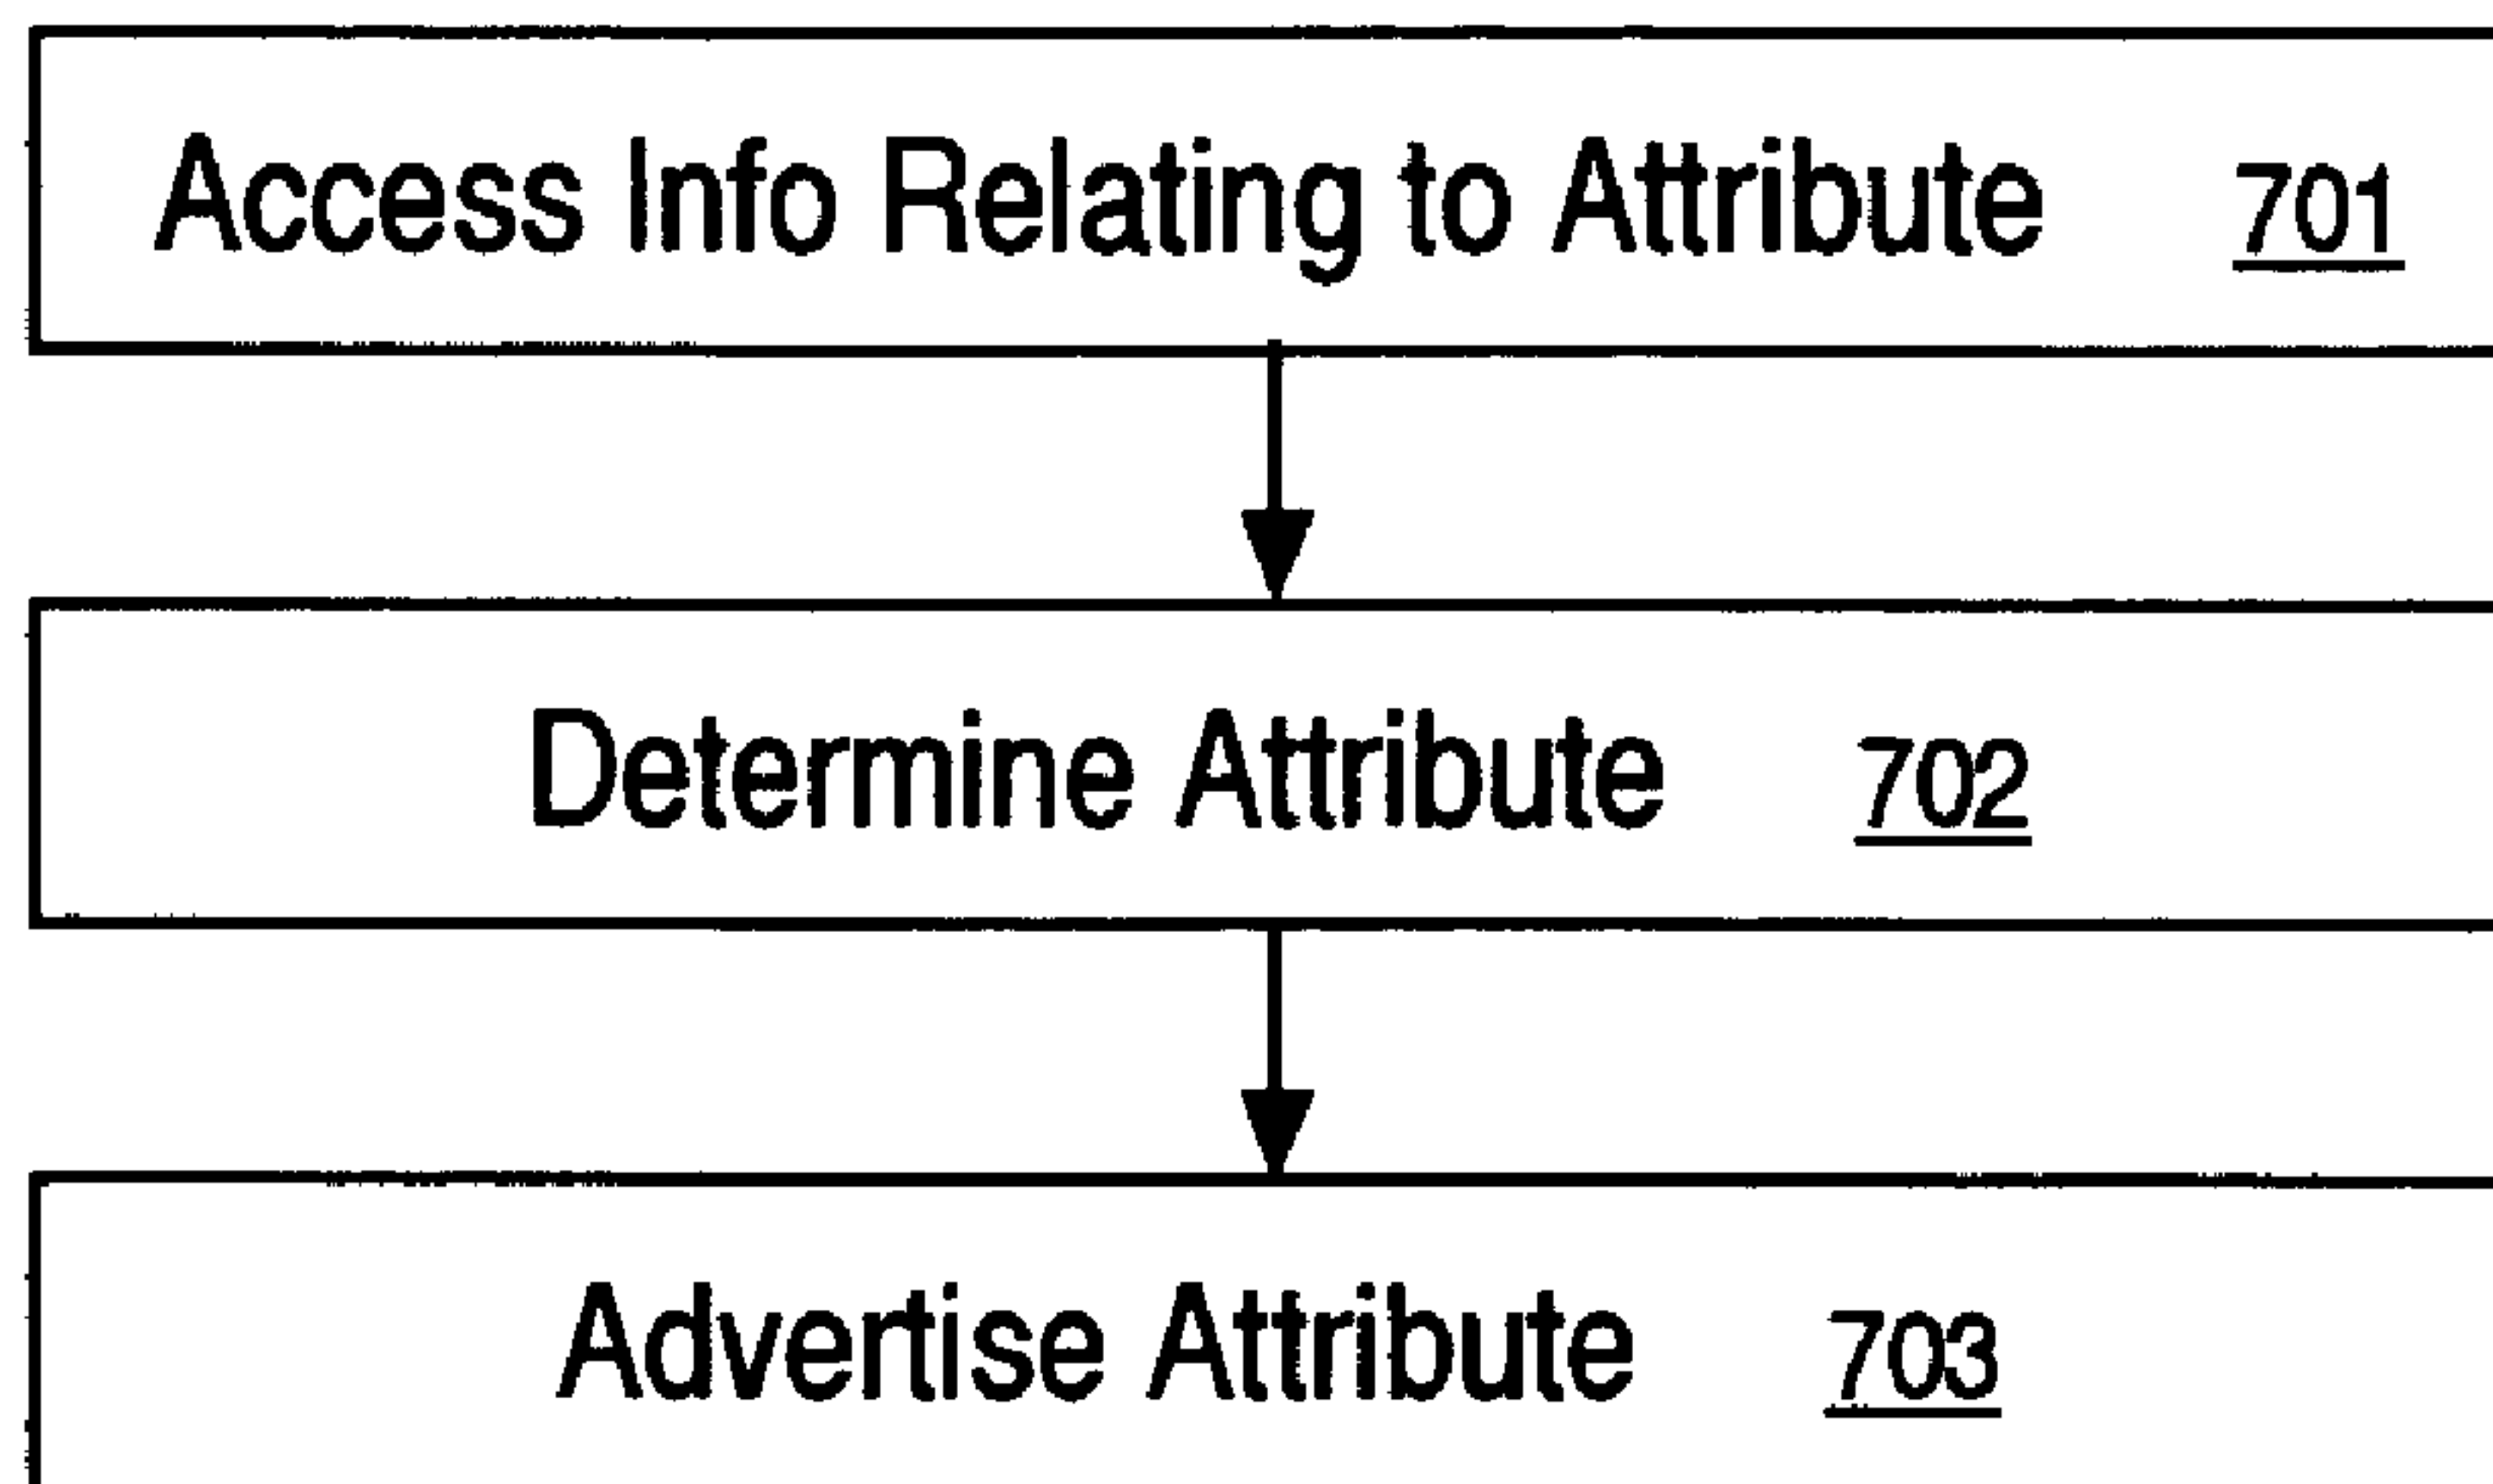 Access Info Relating to Attribute 701
Determine Attribute 702
Advertise Attribute 703